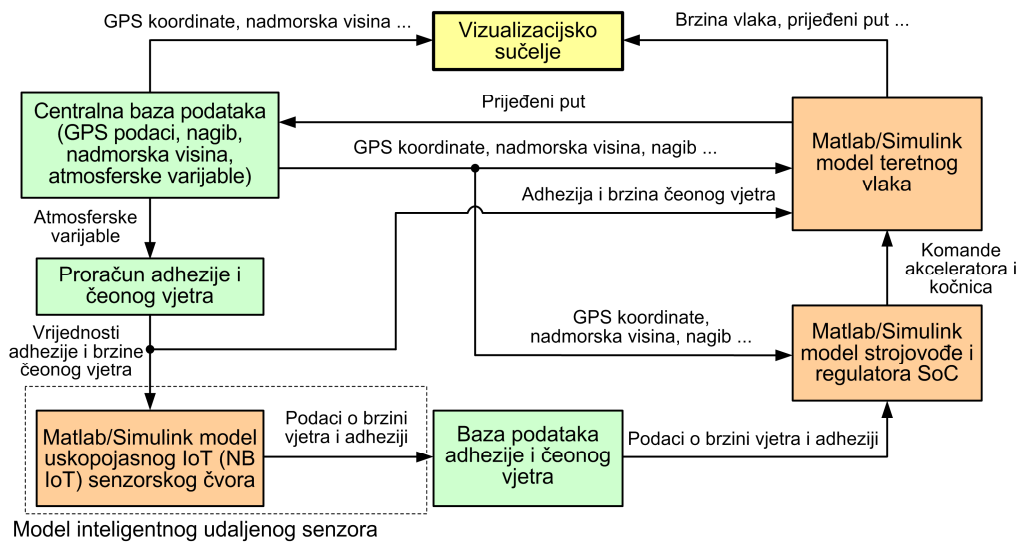 GPS koordinate, nadmorska visina ...
Vizualizacijsko
sučelje
Brzina vlaka, prijeđeni put ...
Centralna baza podataka
(GPS podaci, nagib,
nadmorska visina,
atmosferske varijable)
Prijeđeni put
GPS koordinate, nadmorska visina, nagib ...
Adhezija i brzina čeonog vjetra
Matlab/Simulink
model teretnog
vlaka
Atmosferske
varijable
Proračun adhezije i
čeonog vjetra
Komande
akceleratora i
kočnica
Vrijednosti
adhezije i brzine
čeonog vjetra
GPS koordinate,
nadmorska visina, nagib ...
Matlab/Simulink
model strojovođe i
regulatora SoC
Matlab/Simulink model
uskopojasnog IoT (NB
IoT) senzorskog čvora
Podaci o brzini
vjetra i adheziji
Baza podataka
adhezije i čeonog
vjetra
Podaci o brzini vjetra i adheziji
Model inteligentnog udaljenog senzora